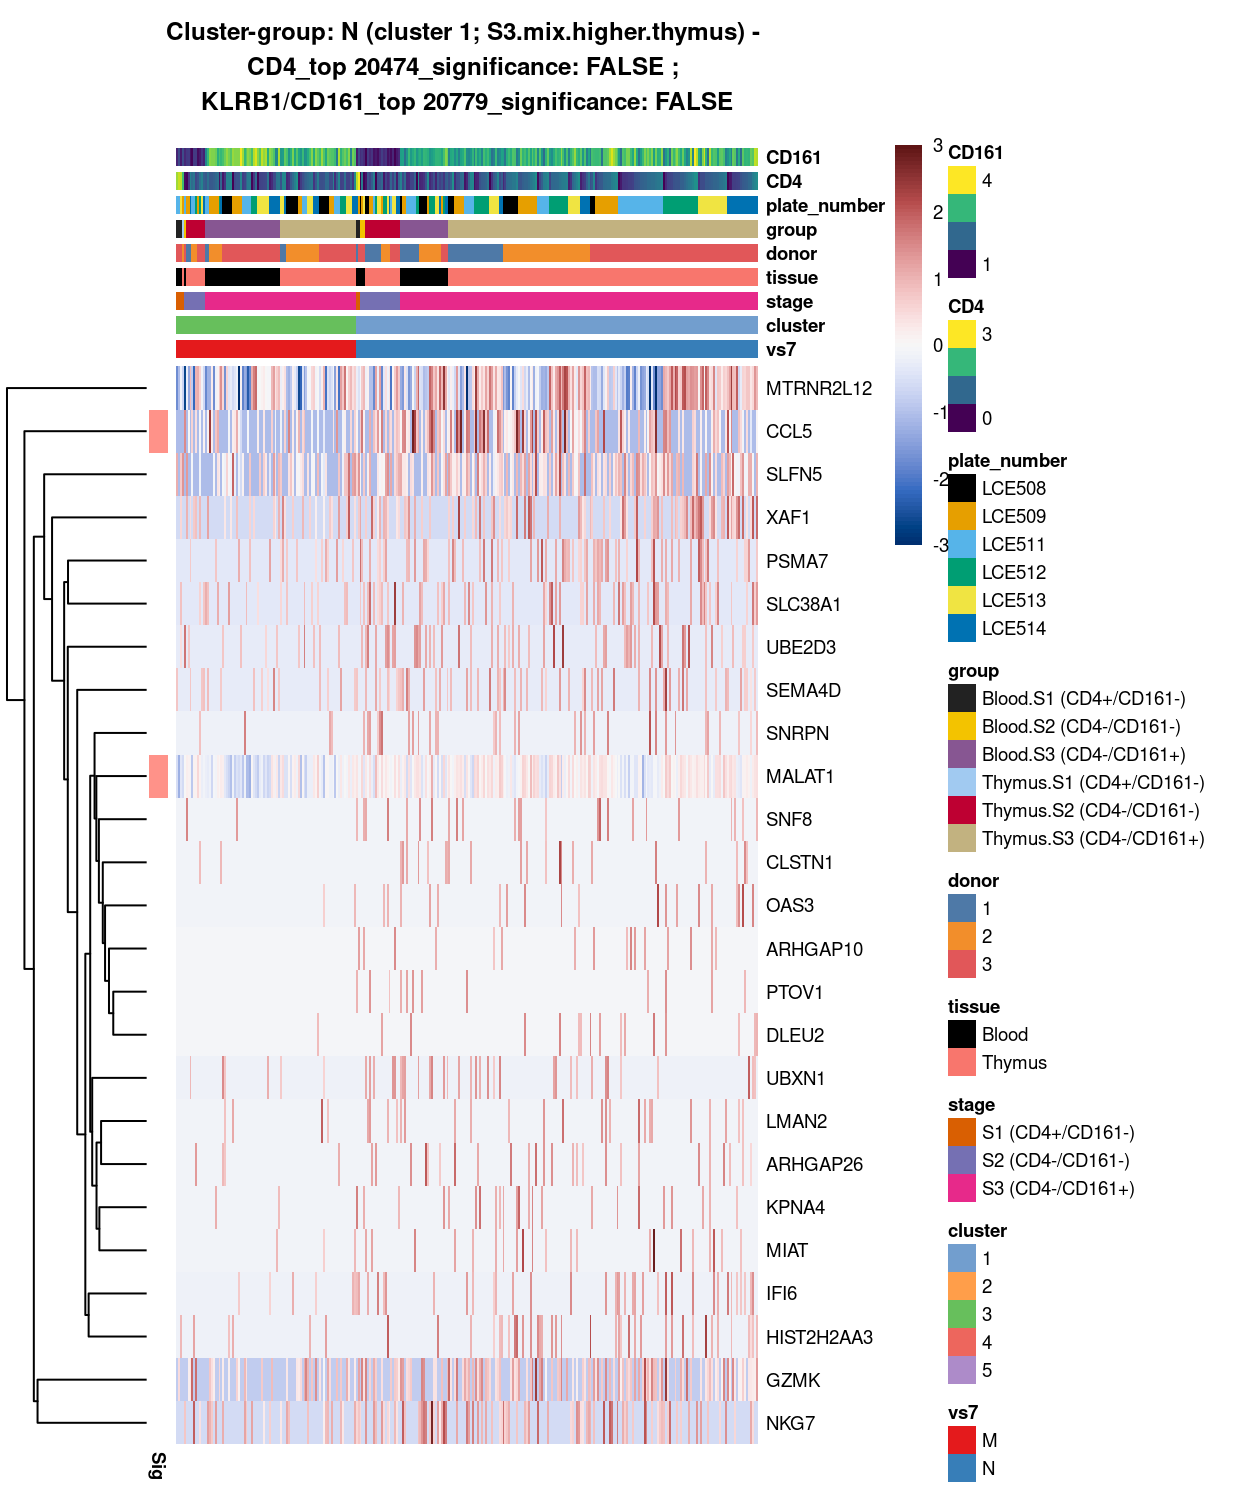 Cluster-group: N (cluster 1; S3.mix.higher.thymus) -
CD4_top 20474_significance: FALSE ;
KLRB1/CD161_top 20779_significance: FALSE
CD161
CD4
plate_number
group
donor
tissue
stage
cluster
vs7
MTRNR2L12
CCL5
SLFN5
XAF1
PSMA7
SLC38A1
UBE2D3
SEMA4D
SNRPN
MALAT1
SNF8
CLSTN1
OAS3
ARHGAP10
PTOV1
DLEU2
UBXN1
LMAN2
ARHGAP26
KPNA4
MIAT
IFI6
HIST2H2AA3
GZMK
NKG7
Sig
3
2
1
0
-1
-2
-3
CD161
4
1
CD4
3
0
plate_number
LCE508
LCE509
LCE511
LCE512
LCE513
LCE514
group
Blood.S1 (CD4+/CD161-)
Blood.S2 (CD4-/CD161-)
Blood.S3 (CD4-/CD161+)
Thymus.S1 (CD4+/CD161-)
Thymus.S2 (CD4-/CD161-)
Thymus.S3 (CD4-/CD161+)
donor
1
2
3
tissue
Blood
Thymus
stage
S1 (CD4+/CD161-)
S2 (CD4-/CD161-)
S3 (CD4-/CD161+)
cluster
1
2
3
4
5
vs7
M
N